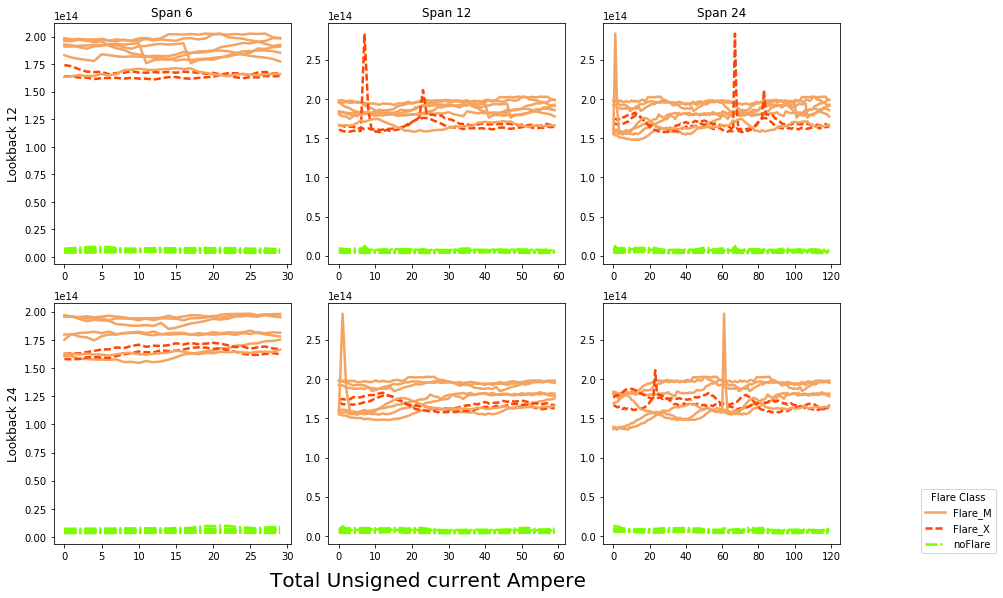 Span 6 Span 12 Span 24
1e14 1e14 1e14
Lookback 12
2.00
1.75
1.50
1.25
1.00
0.75
0.50
0.25
0.00
0 5 10 15 20 25 30
2.5
2.0
1.5
1.0
0.5
0.0
0 10 20 30 40 50 60
2.5
2.0
1.5
1.0
0.5
0.0
0 20 40 60 80 100 120
1e14 1e14 1e14
Lookback 24
2.00
1.75
1.50
1.25
1.00
0.75
0.50
0.25
0.00
0 5 10 15 20 25 30
2.5
2.0
1.5
1.0
0.5
0.0
0 10 20 30 40 50 60
2.5
2.0
1.5
1.0
0.5
0.0
0 20 40 60 80 100 120
Flare Class
Flare_M
Flare_X
noFlare
Total Unsigned current Ampere